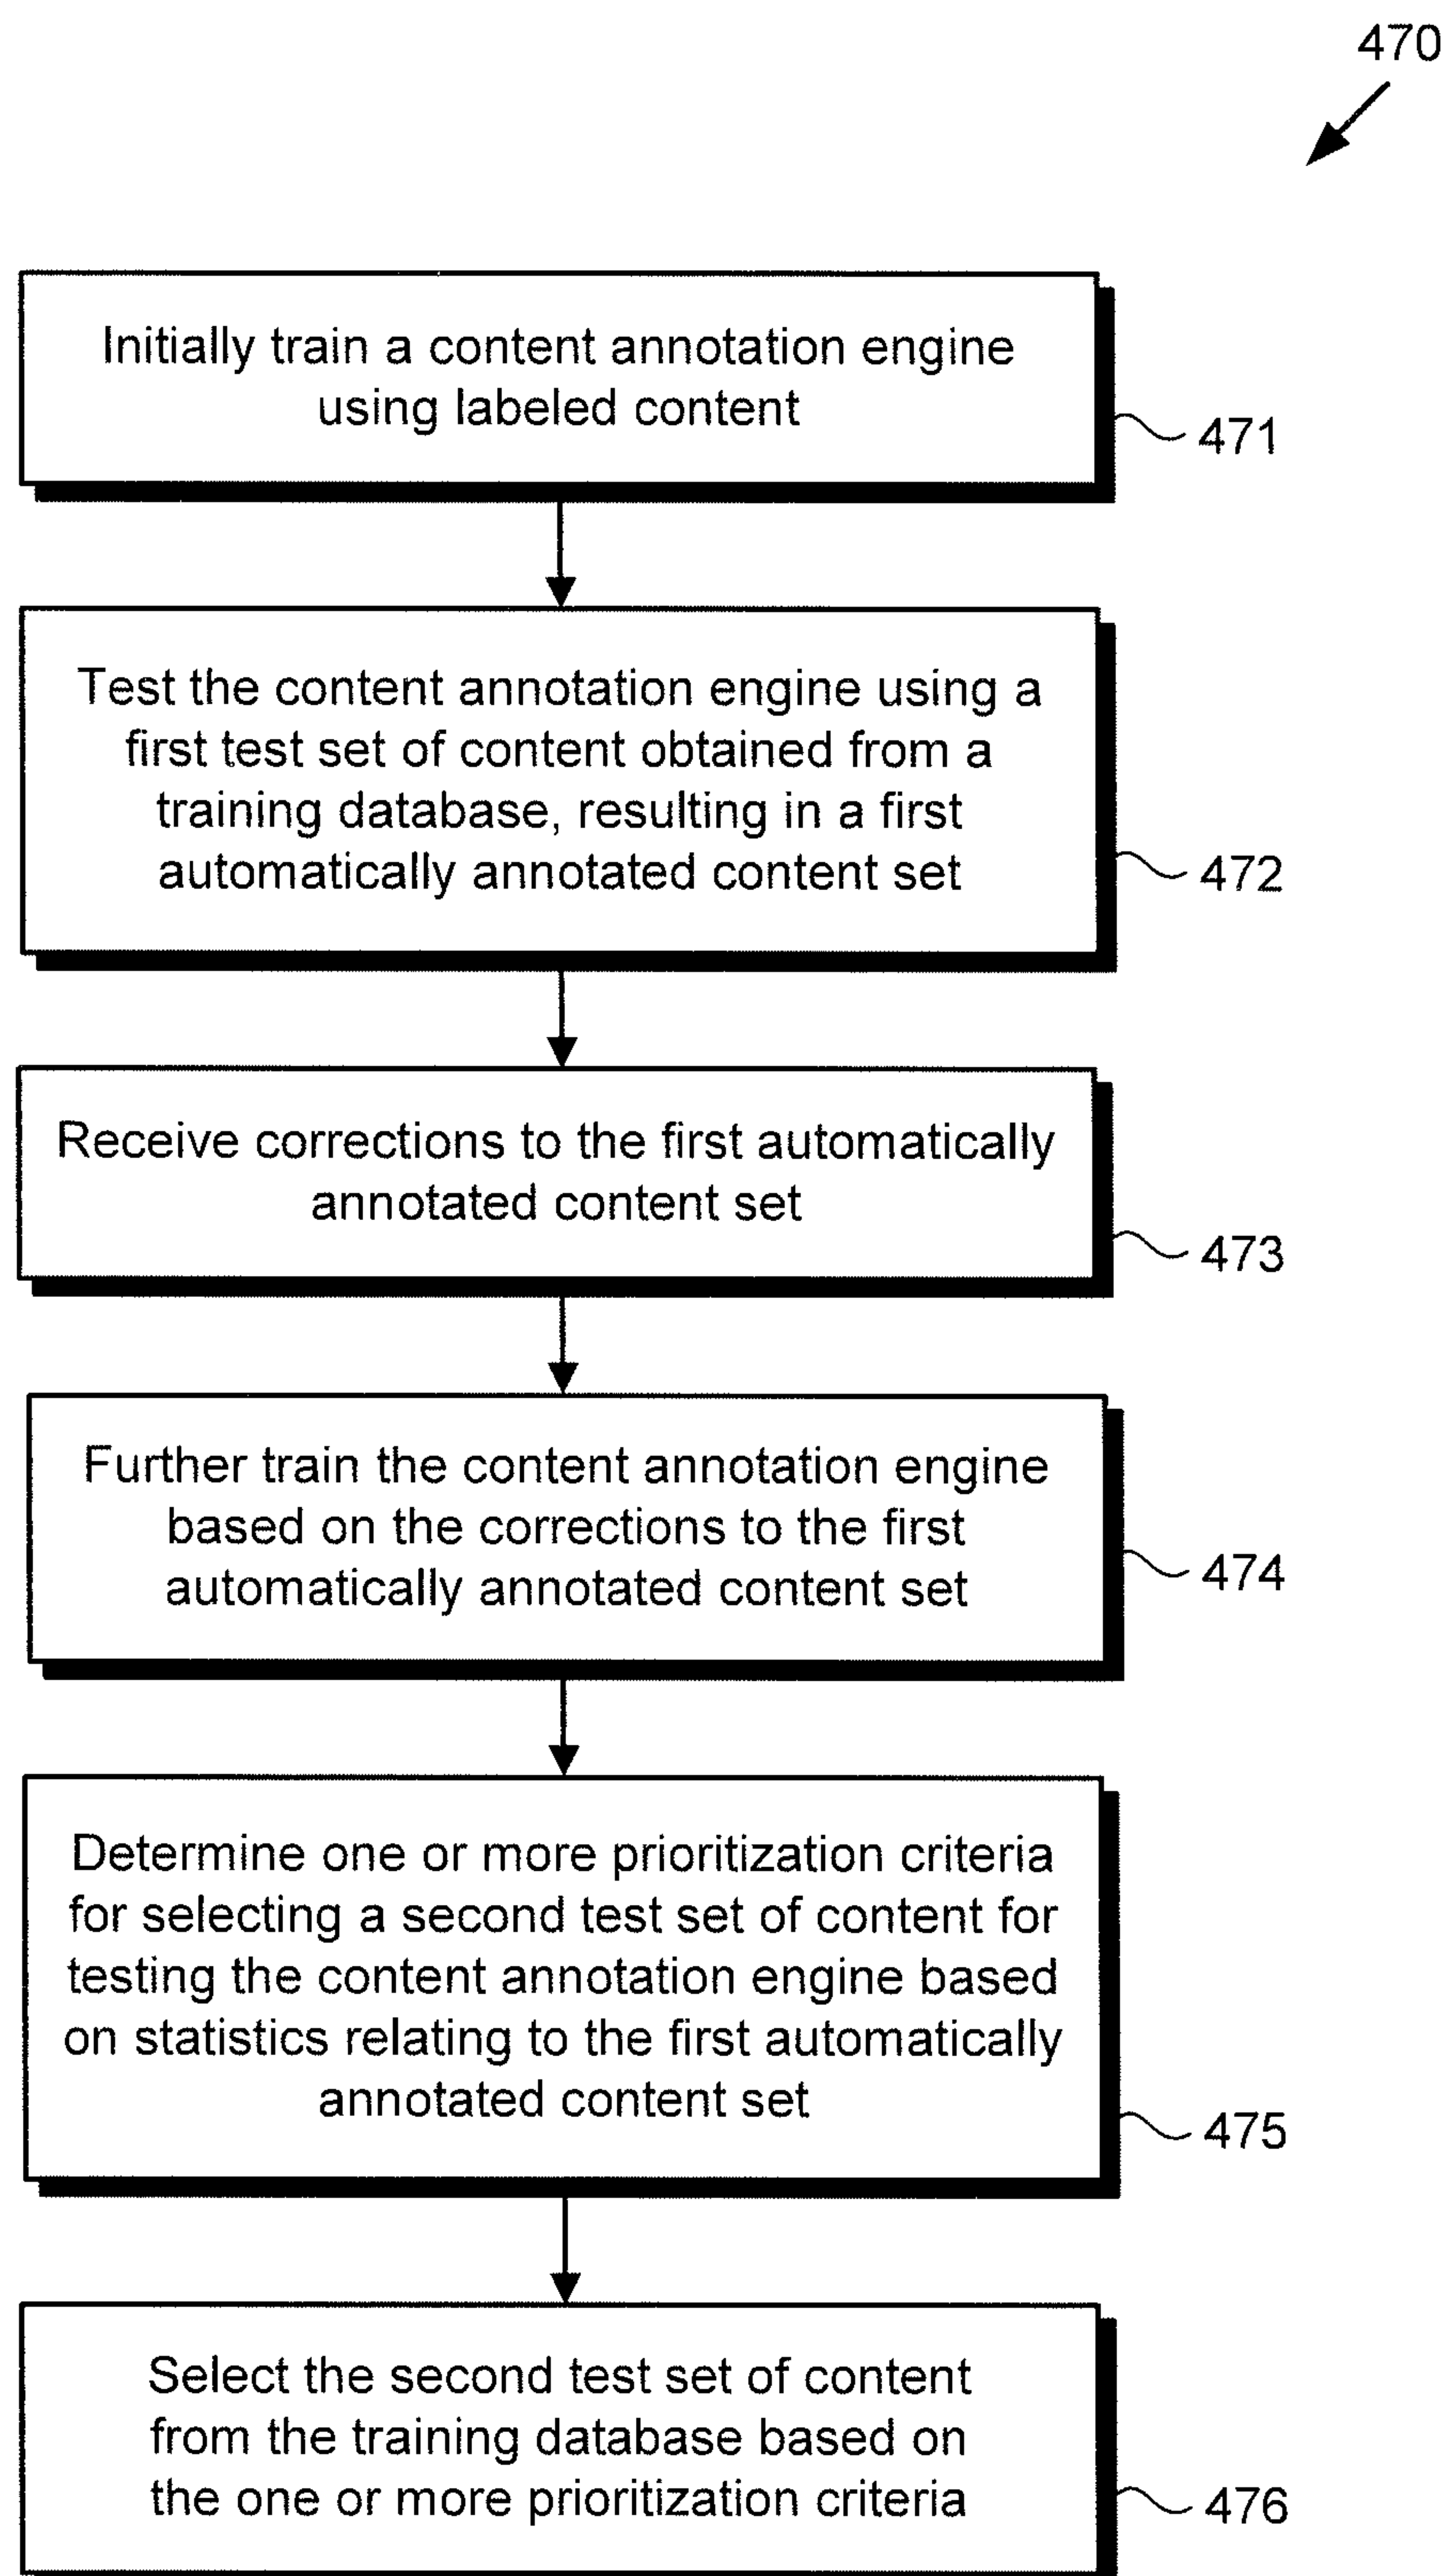 470
Initially train a content annotation engine
using labeled content
471
Test the content annotation engine using a
first test set of content obtained from a
training database, resulting in a first
automatically annotated content set
472
Receive corrections to the first automatically
annotated content set
473
Further train the content annotation engine
based on the corrections to the first
automatically annotated content set
474
Determine one or more prioritization criteria
for selecting a second test set of content for
testing the content annotation engine based
on statistics relating to the first automatically
annotated content set
475
Select the second test set of content
from the training database based on
the one or more prioritization criteria
476